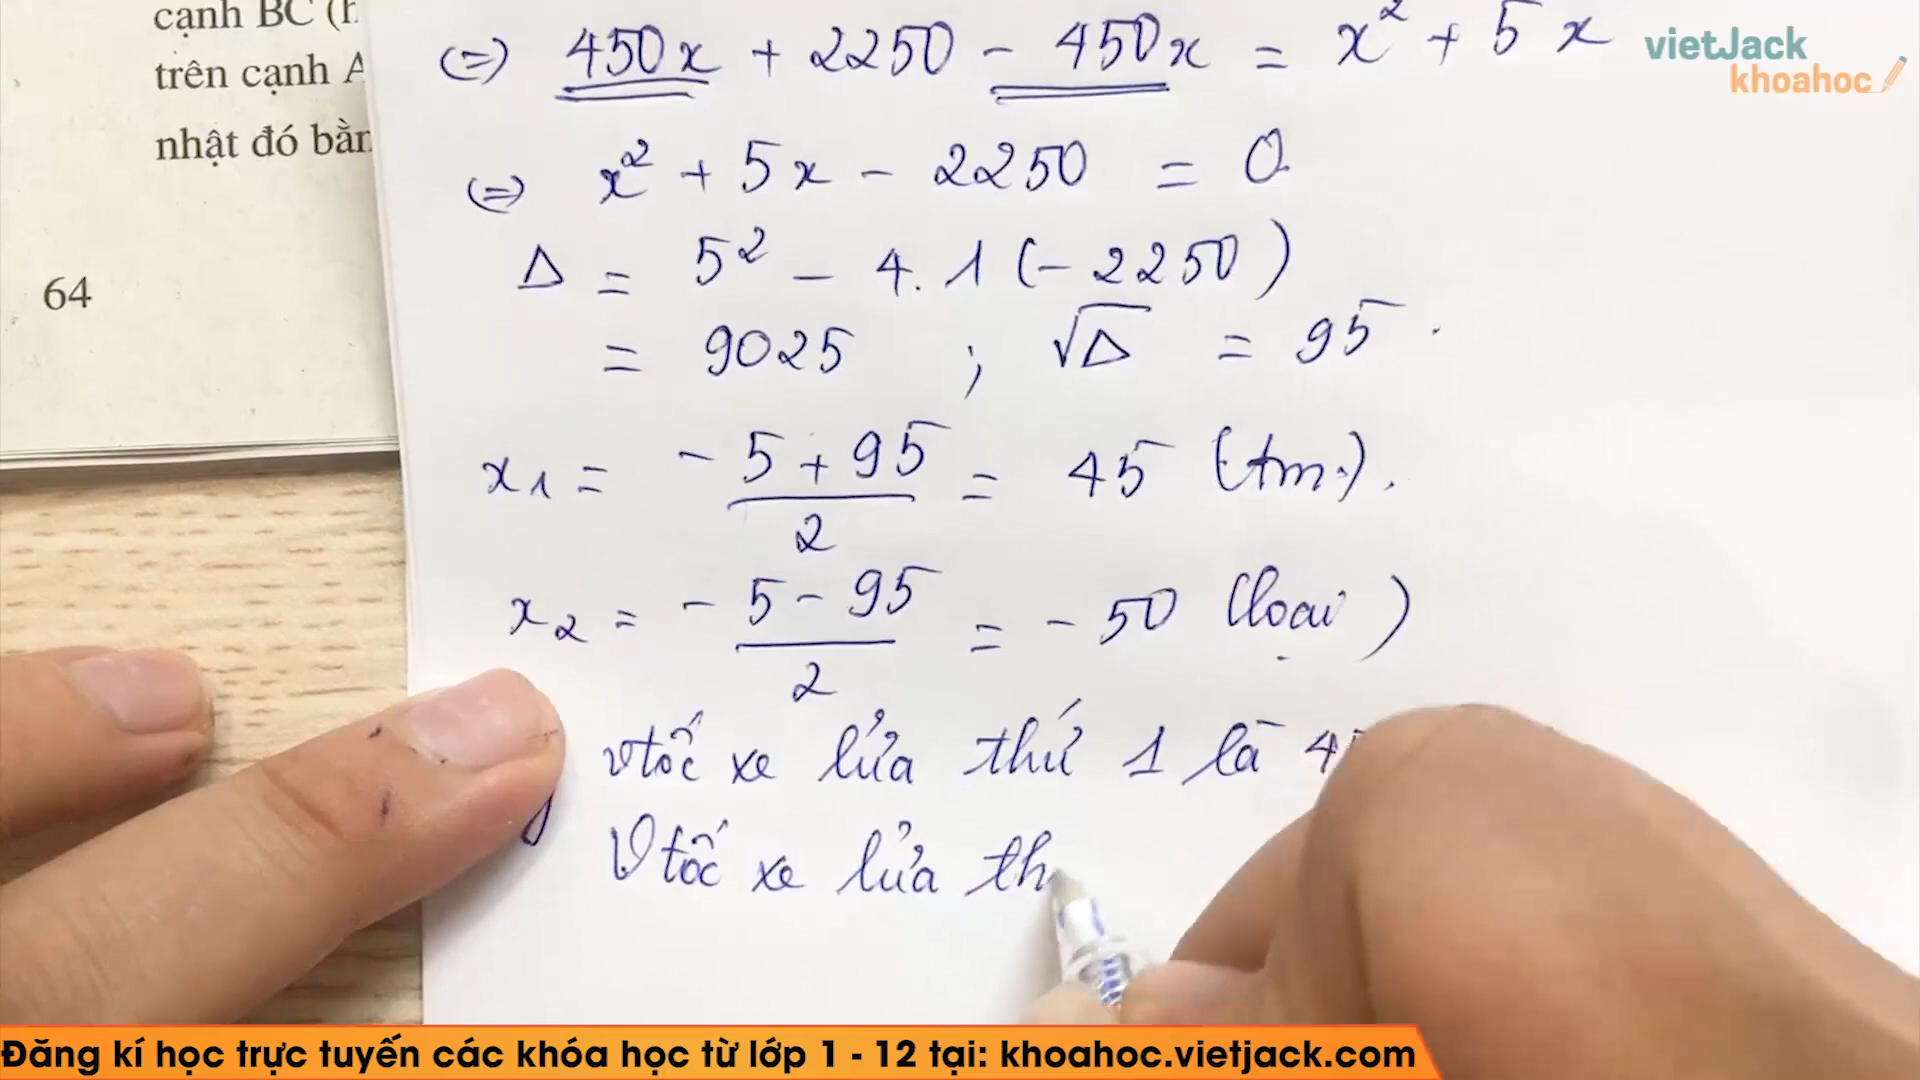 cạnh BC (h
trên cạnh A
nhật đó bằn
64
vietJack
khoahoc
(=) 450x + 2250 - 450x = x² + 5x
(=) x² + 5x - 2250 = 0.
Δ = 5² - 4.1(-2250)
= 9025 ; √Δ = 95.
x₁ = (-5+95)/2 = 45 (tm).
x₂ = (-5-95)/2 = -50 (loại)
vtốc xe lửa thứ 1 là 45
Vtốc xe lửa th
Đăng kí học trực tuyến các khóa học từ lớp 1 - 12 tại: khoahoc.vietjack.com